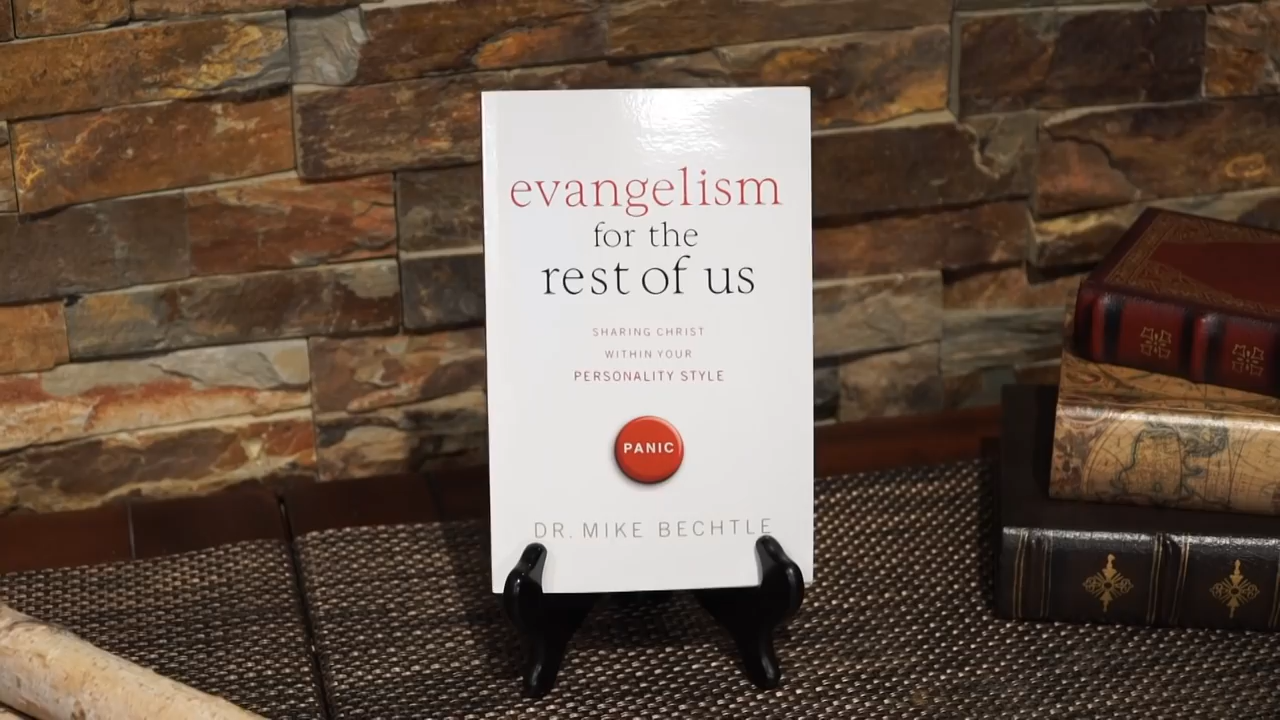 evangelism
for the
rest of us
SHARING CHRIST
WITHIN YOUR
PERSONALITY STYLE
PANIC
DR. MIKE BECHTLE